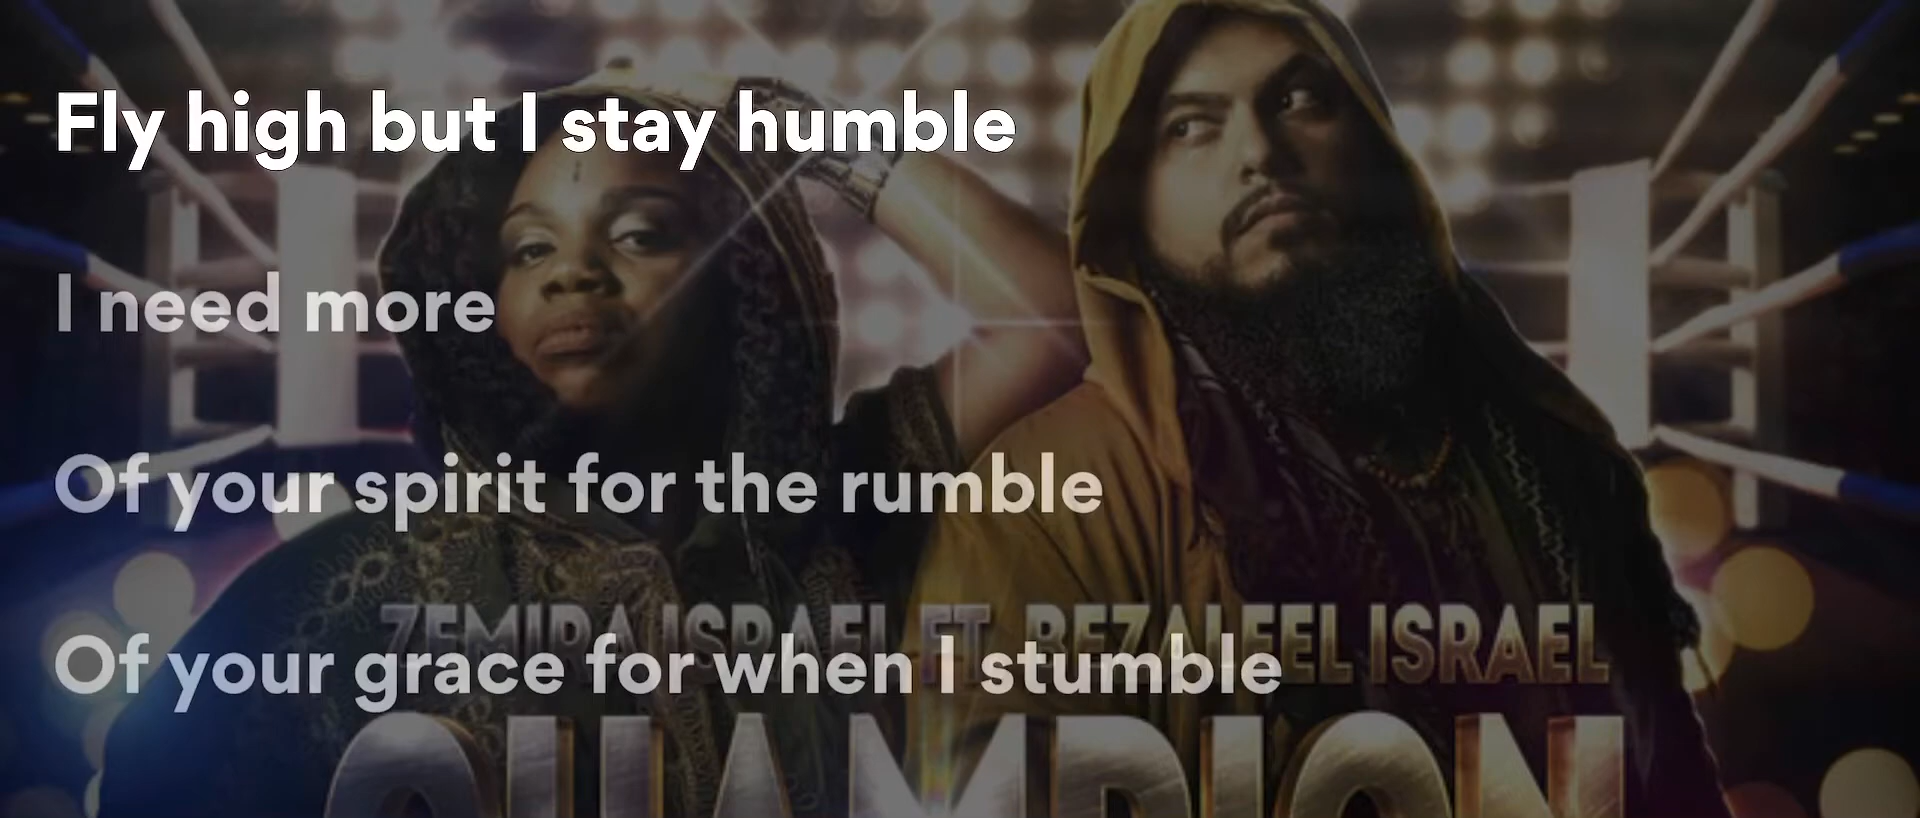 Fly high but I stay humble
I need more
Of your spirit for the rumble
Of your grace for when I stumble
ZEMIRA ISRAEL FT. BEZALEEL ISRAEL
CHAMPION